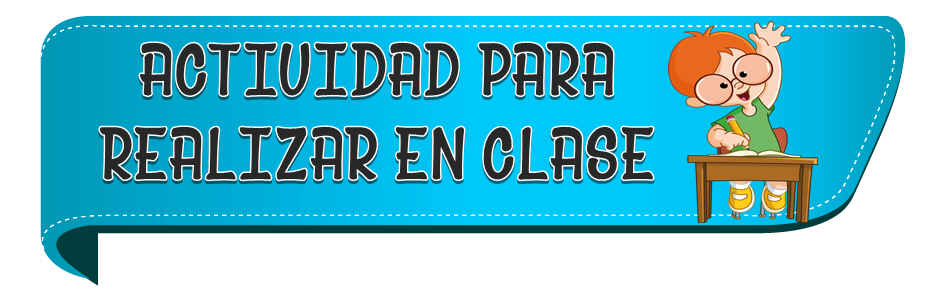 ACTIVIDAD PARA
REALIZAR EN CLASE